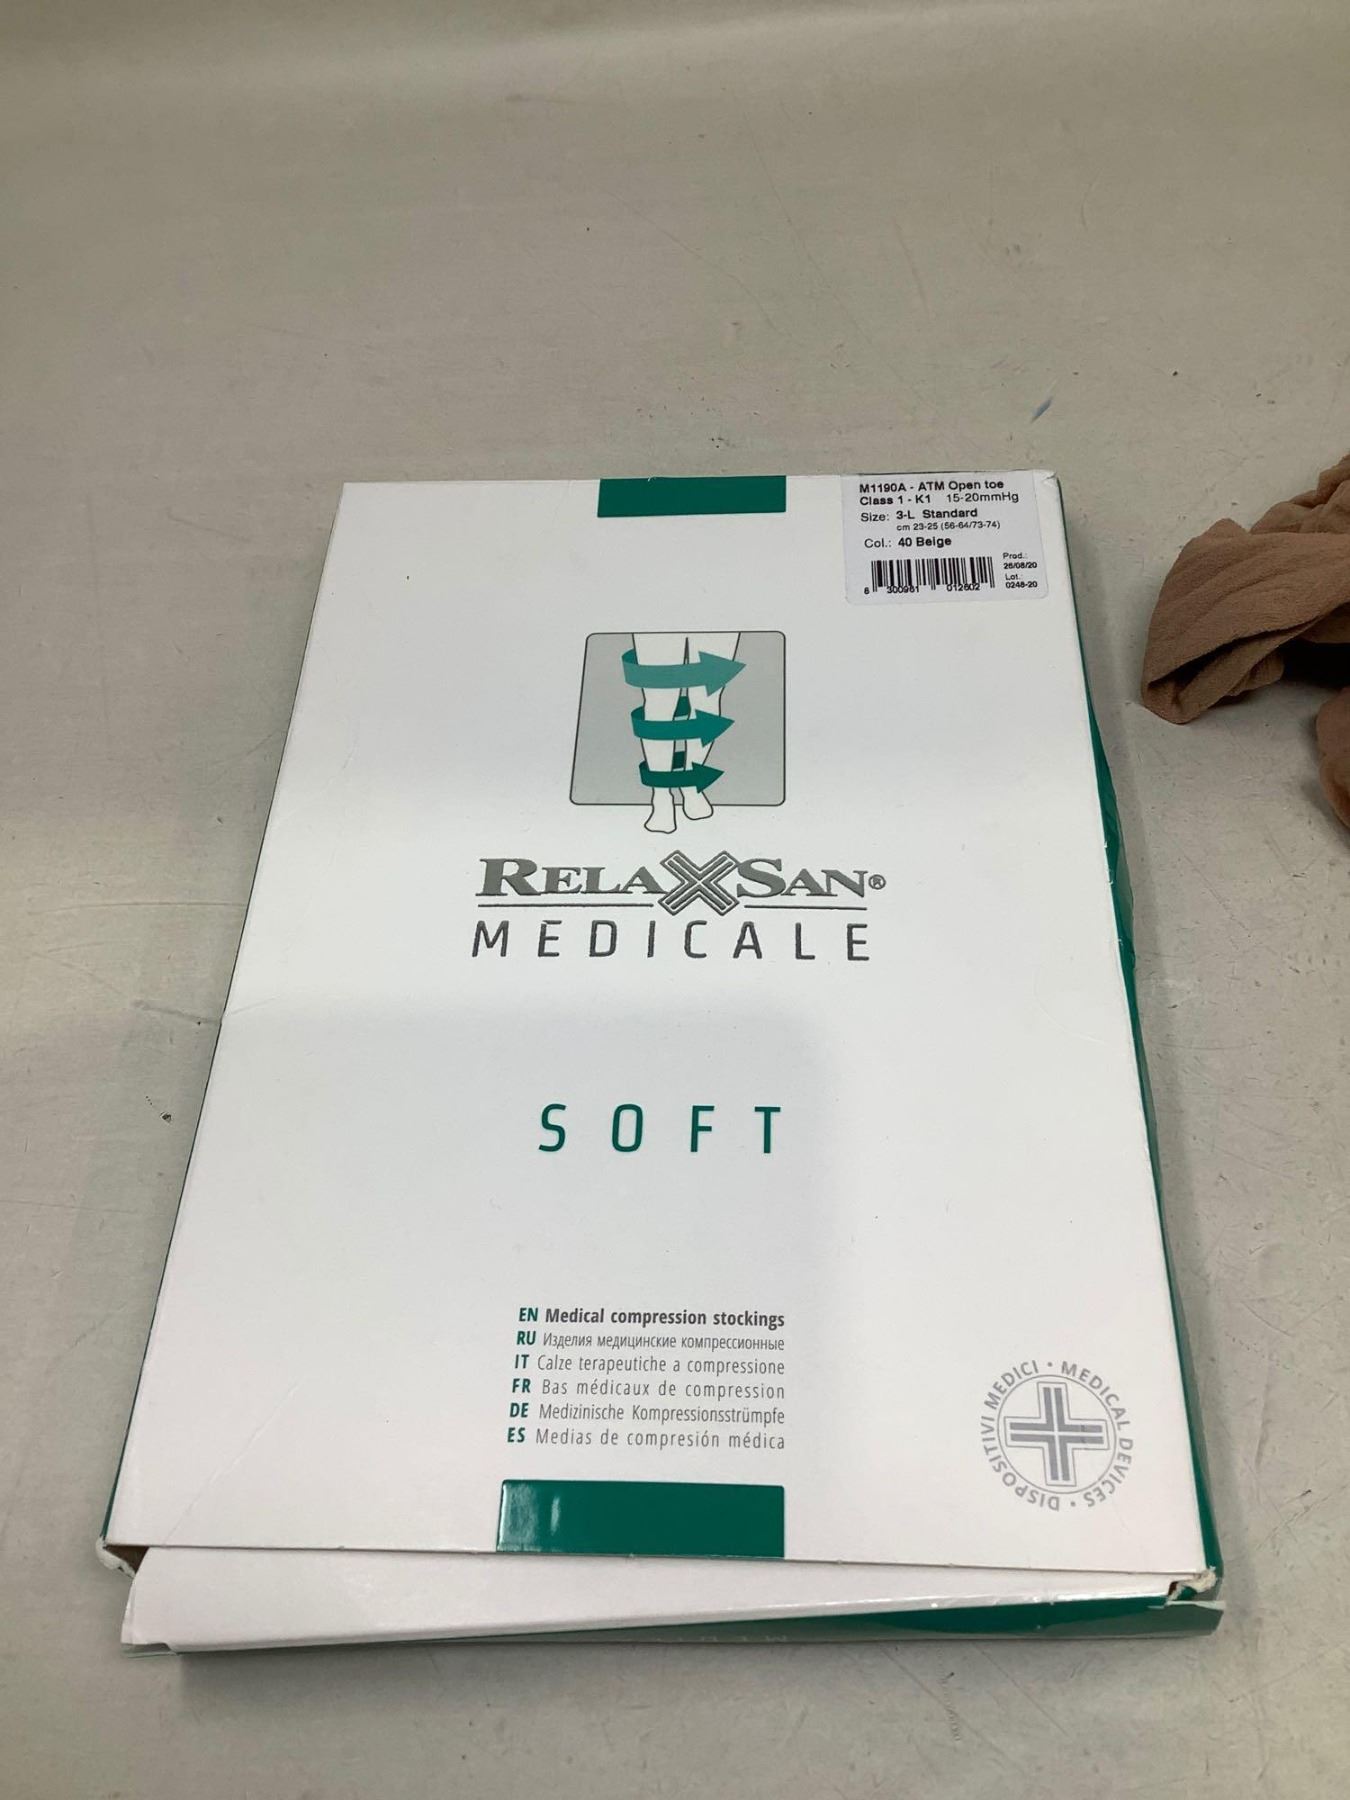 M1190A - ATM Open toe
Class 1 - K1 15-20mmHg
Size: 3-L Standard
cm 23-25 (56-64/73-74)
Col.: 40 Beige
Prod.:
26/08/20
Lot.
0248-20
8 300961 012602
RELAXSAN®
MEDICALE
SOFT
EN Medical compression stockings
RU Изделия медицинские компрессионные
IT Calze terapeutiche a compressione
FR Bas médicaux de compression
DE Medizinische Kompressionsstrümpfe
ES Medias de compresión médica
DISPOSITIVI MEDICI • MEDICAL DEVICES •